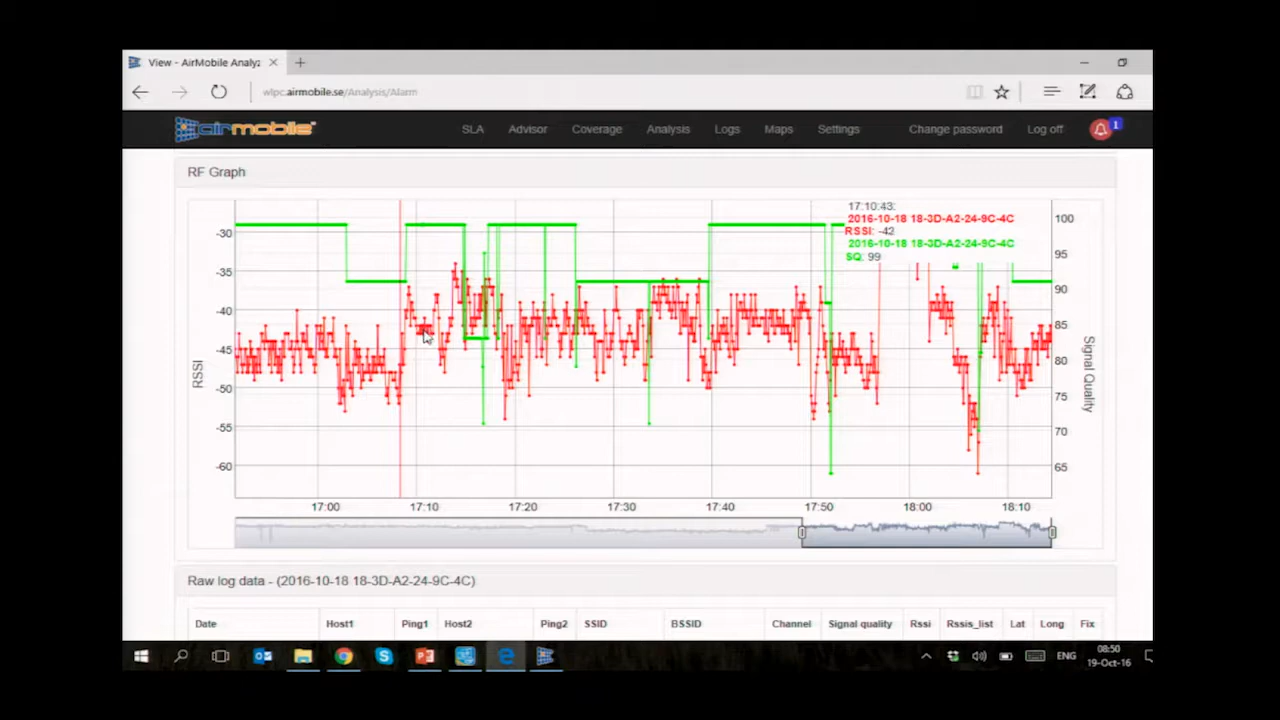 View - AirMobile Analyz
wlpc.airmobile.se/Analysis/Alarm
airmobile
SLA Advisor Coverage Analysis Logs Maps Settings Change password Log off 1
RF Graph
17:10:43:
2016-10-18 18-3D-A2-24-9C-4C
RSSI: -42
2016-10-18 18-3D-A2-24-9C-4C
SQ: 99
-30
-35
-40
-45
-50
-55
-60
RSSI
100
95
90
85
80
75
70
65
Signal Quality
17:00 17:10 17:20 17:30 17:40 17:50 18:00 18:10
Raw log data - (2016-10-18 18-3D-A2-24-9C-4C)
Date Host1 Ping1 Host2 Ping2 SSID BSSID Channel Signal quality Rssi Rssis_list Lat Long Fix
ENG
08:50
19-Oct-16